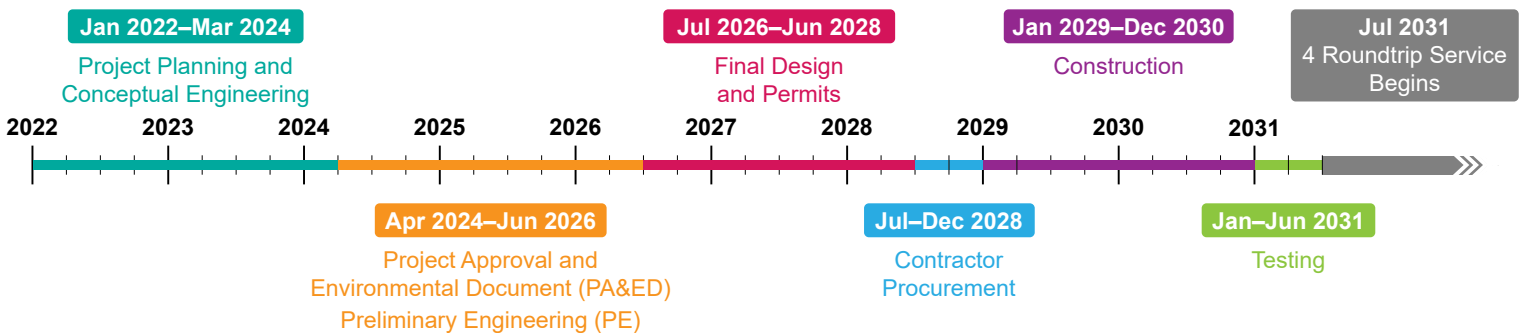 Jan 2022–Mar 2024
Project Planning and
Conceptual Engineering
Jul 2026–Jun 2028
Final Design
and Permits
Jan 2029–Dec 2030
Construction
Jul 2031
4 Roundtrip Service
Begins
2022 2023 2024 2025 2026 2027 2028 2029 2030 2031
Apr 2024–Jun 2026
Project Approval and
Environmental Document (PA&ED)
Preliminary Engineering (PE)
Jul–Dec 2028
Contractor
Procurement
Jan–Jun 2031
Testing